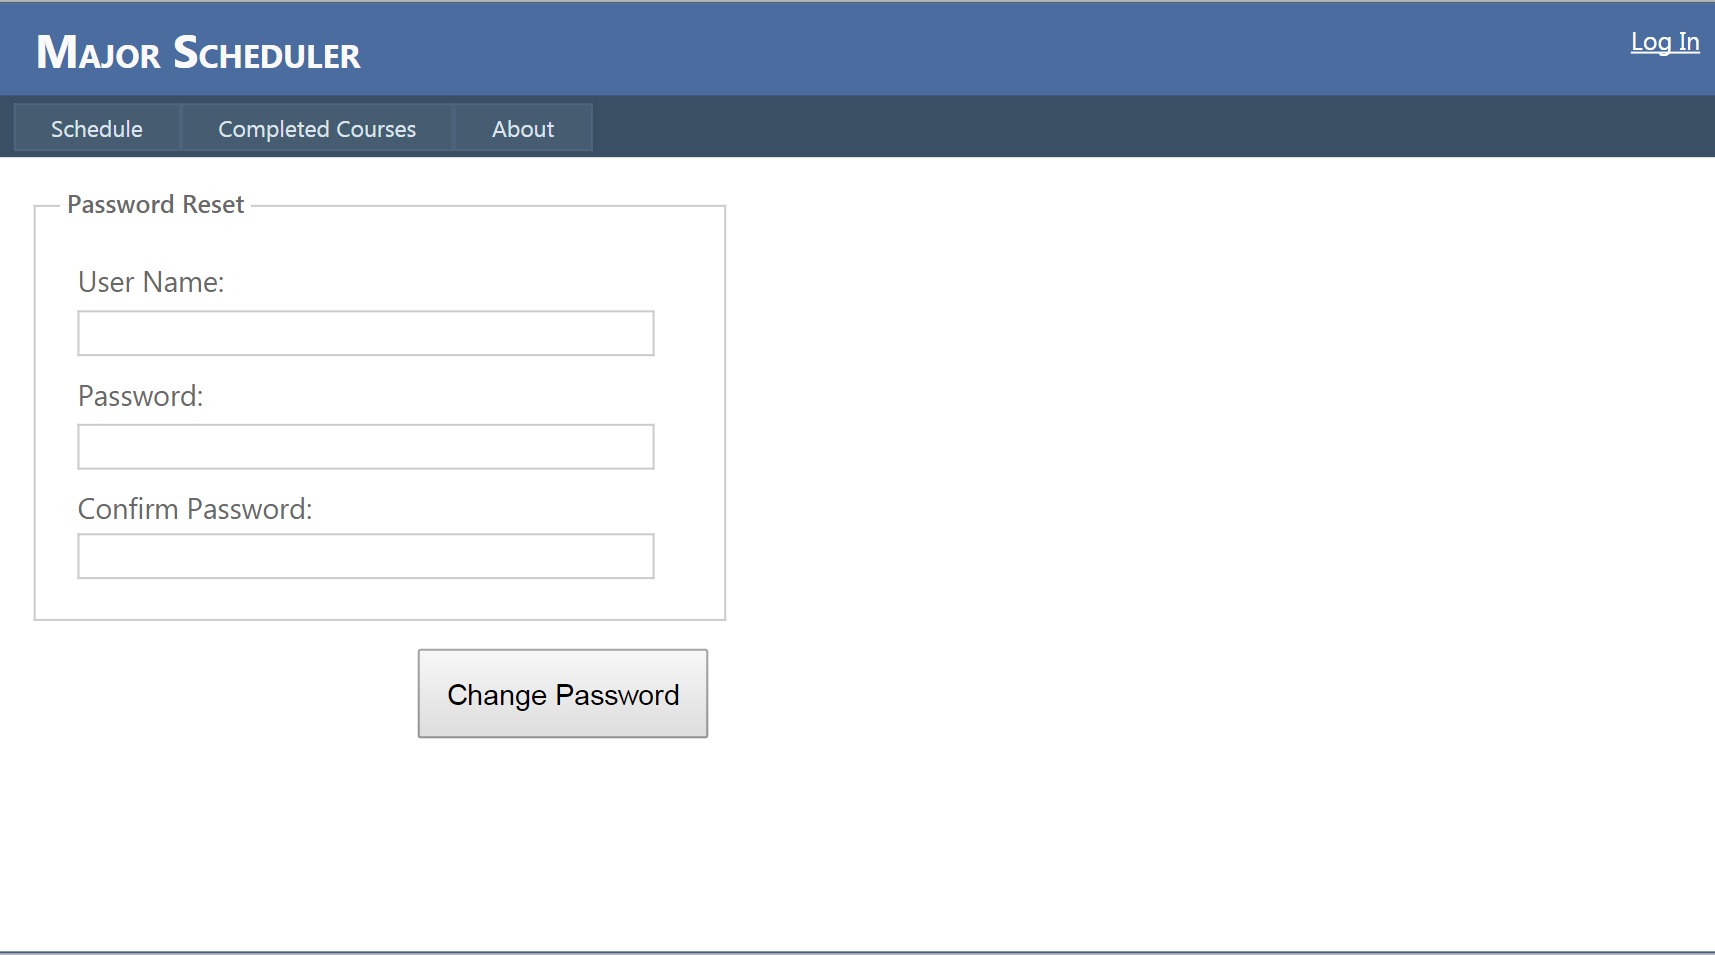 MAJOR SCHEDULER
Log In
Schedule
Completed Courses
About
Password Reset
User Name:
Password:
Confirm Password:
Change Password